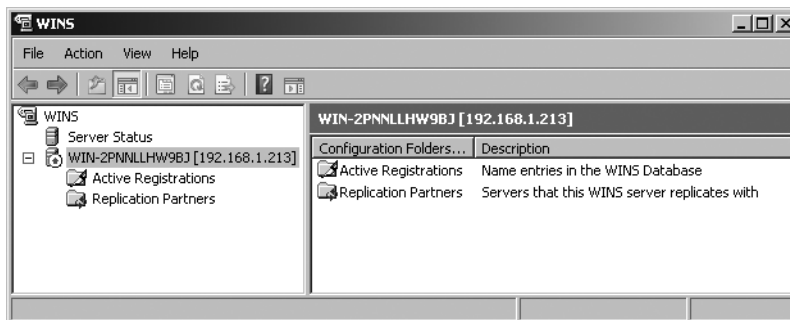 WINS
File Action View Help
WINS
Server Status
WIN-2PNNLLHW9BJ [192.168.1.213]
Active Registrations
Replication Partners
WIN-2PNNLLHW9BJ [192.168.1.213]
Configuration Folders... Description
Active Registrations Name entries in the WINS Database
Replication Partners Servers that this WINS server replicates with